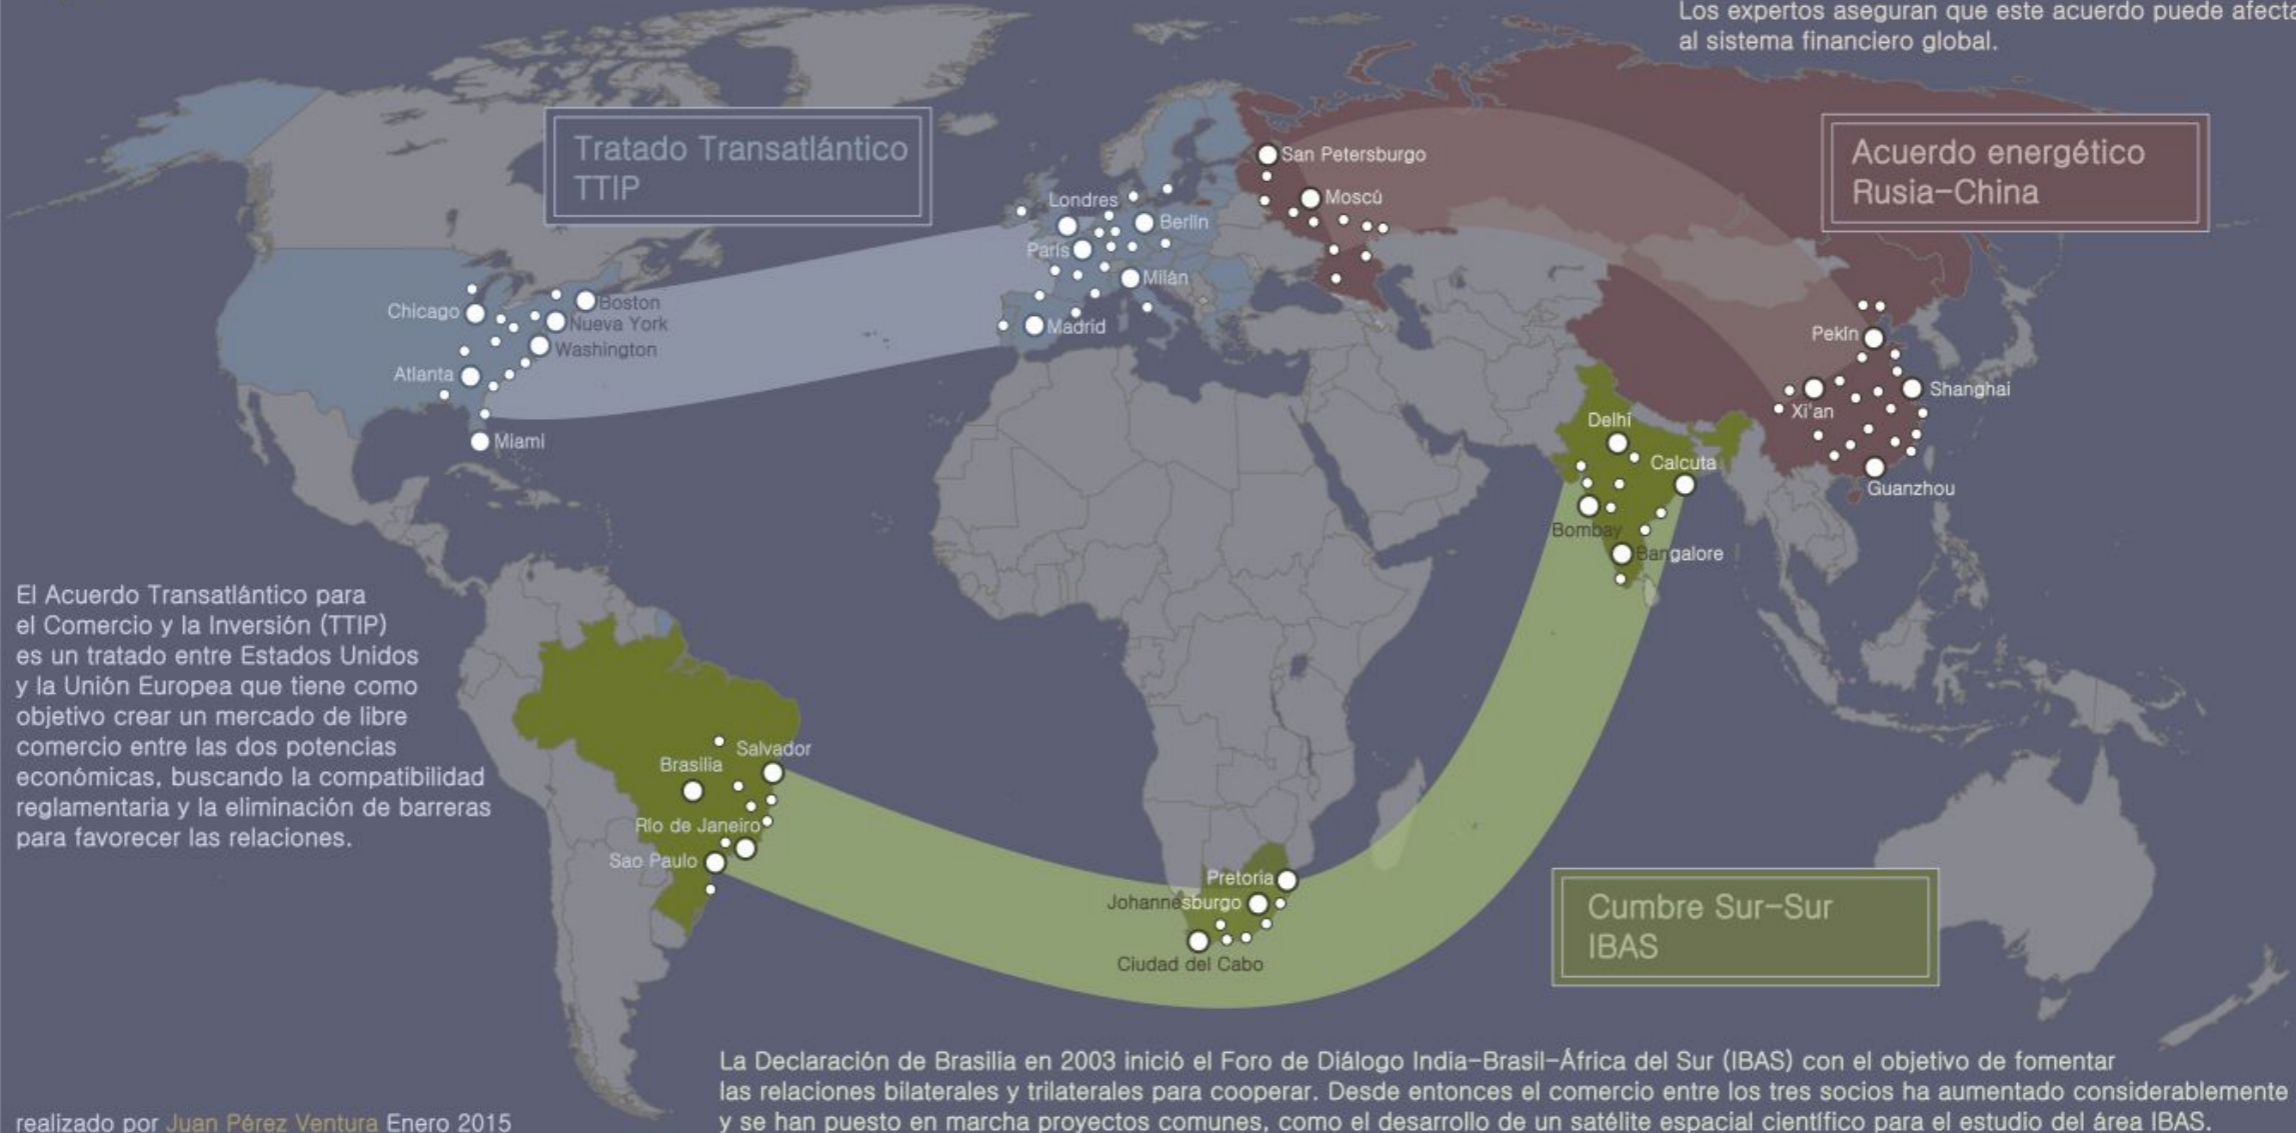 Los expertos aseguran que este acuerdo puede afecta
al sistema financiero global.
Tratado Transatlántico
TTIP
Acuerdo energético
Rusia-China
San Petersburgo
Moscú
Londres
Berlín
París
Milán
Madrid
Chicago
Boston
Nueva York
Washington
Atlanta
Miami
Pekín
Shanghai
Xi'an
Guanzhou
Delhi
Calcuta
Bombay
Bangalore
El Acuerdo Transatlántico para
el Comercio y la Inversión (TTIP)
es un tratado entre Estados Unidos
y la Unión Europea que tiene como
objetivo crear un mercado de libre
comercio entre las dos potencias
económicas, buscando la compatibilidad
reglamentaria y la eliminación de barreras
para favorecer las relaciones.
Salvador
Brasilia
Río de Janeiro
Sao Paulo
Pretoria
Johannesburgo
Ciudad del Cabo
Cumbre Sur-Sur
IBAS
La Declaración de Brasilia en 2003 inició el Foro de Diálogo India-Brasil-África del Sur (IBAS) con el objetivo de fomentar
las relaciones bilaterales y trilaterales para cooperar. Desde entonces el comercio entre los tres socios ha aumentado considerablemente
y se han puesto en marcha proyectos comunes, como el desarrollo de un satélite espacial científico para el estudio del área IBAS.
realizado por Juan Pérez Ventura Enero 2015